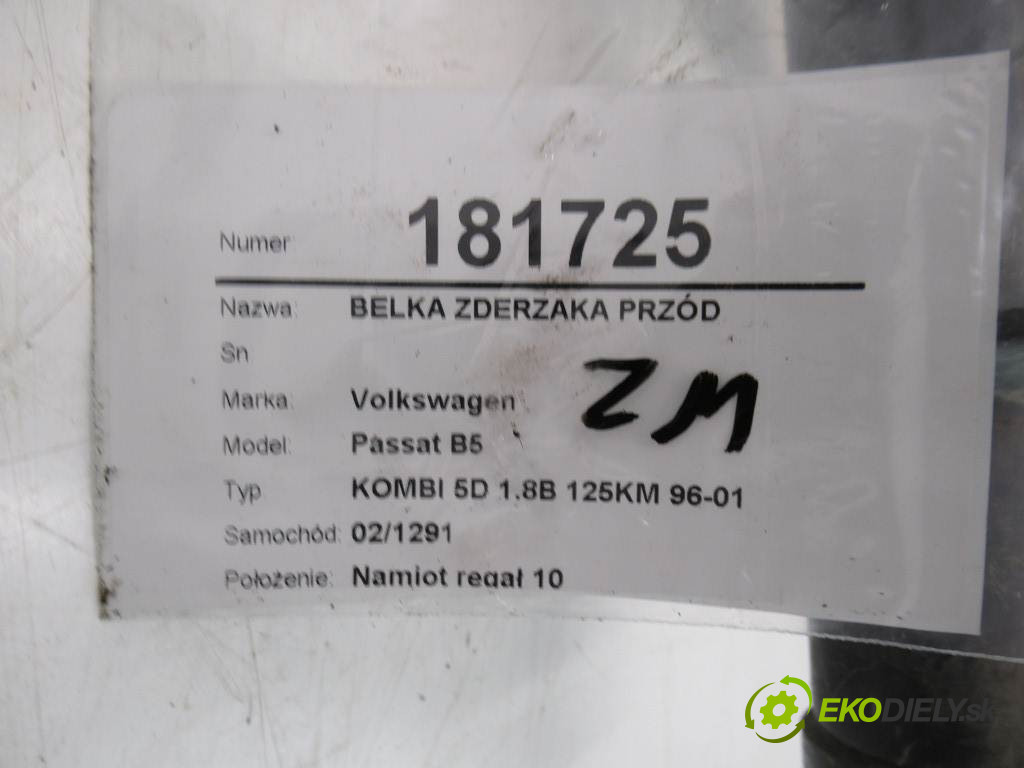 Numer: 181725
Nazwa: BELKA ZDERZAKA PRZÓD
Sn
Marka: Volkswagen
Model: Passat B5
Typ KOMBI 5D 1.8B 125KM 96-01
Samochód: 02/1291
Położenie: Namiot regał 10
ZM
EKODIELY.sk